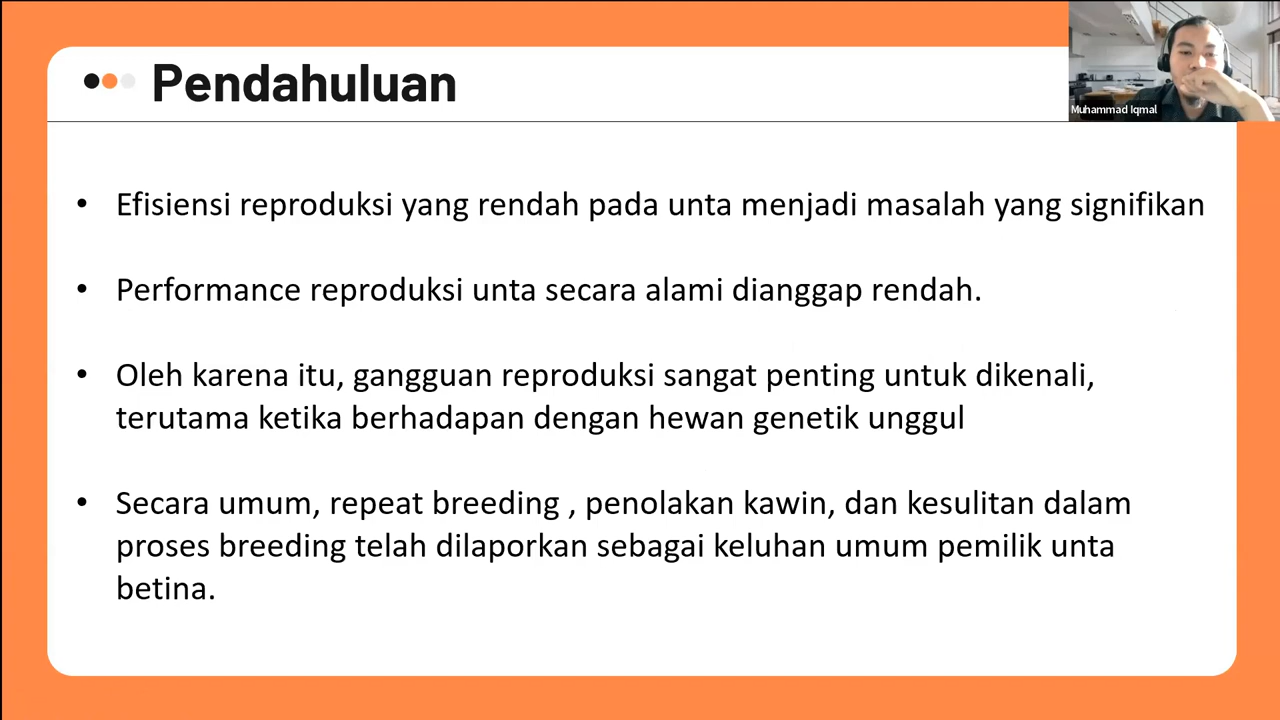 Pendahuluan
Muhammad Iqmal
• Efisiensi reproduksi yang rendah pada unta menjadi masalah yang signifikan
• Performance reproduksi unta secara alami dianggap rendah.
• Oleh karena itu, gangguan reproduksi sangat penting untuk dikenali,
terutama ketika berhadapan dengan hewan genetik unggul
• Secara umum, repeat breeding , penolakan kawin, dan kesulitan dalam
proses breeding telah dilaporkan sebagai keluhan umum pemilik unta
betina.